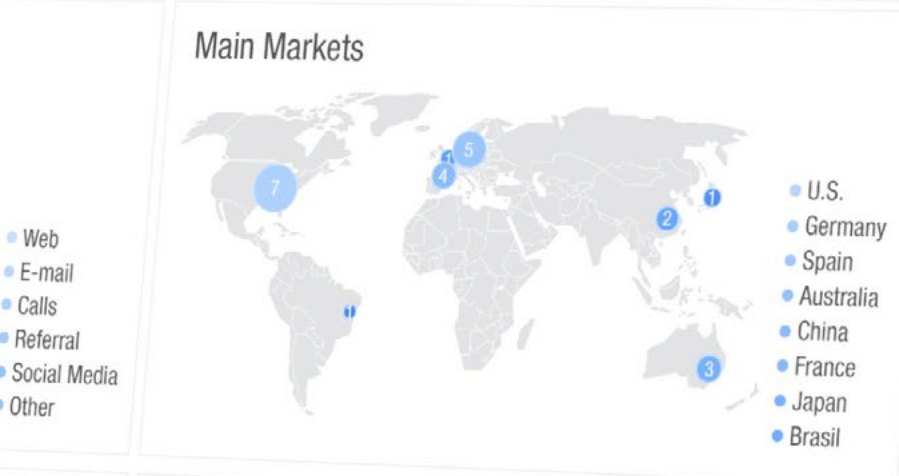 Main Markets
7
5
1
4
2
1
1
3
U.S.
Germany
Spain
Australia
China
France
Japan
Brasil
Web
E-mail
Calls
Referral
Social Media
Other